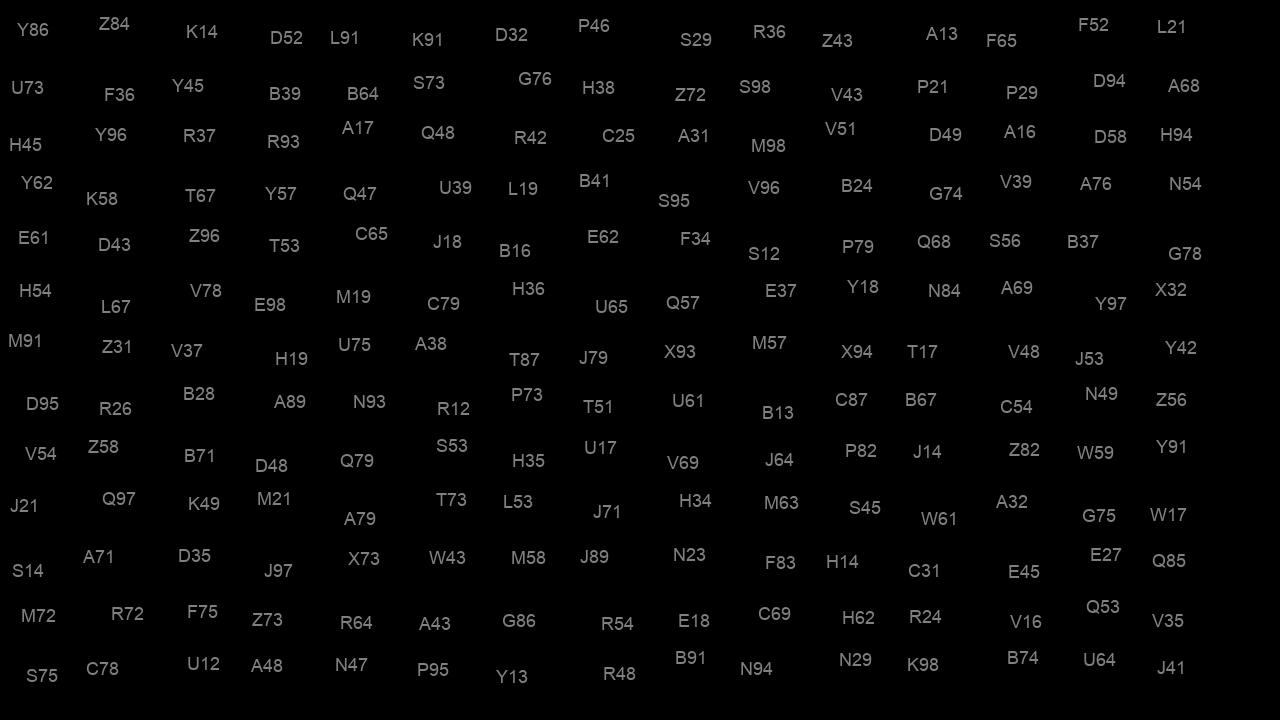 Y86 Z84 K14 D52 L91 K91 D32 P46 S29 R36 Z43 A13 F65 F52 L21
U73 F36 Y45 B39 B64 S73 G76 H38 Z72 S98 V43 P21 P29 D94 A68
H45 Y96 R37 R93 A17 Q48 R42 C25 A31 M98 V51 D49 A16 D58 H94
Y62 K58 T67 Y57 Q47 U39 L19 B41 S95 V96 B24 G74 V39 A76 N54
E61 D43 Z96 T53 C65 J18 B16 E62 F34 S12 P79 Q68 S56 B37 G78
H54 L67 V78 E98 M19 C79 H36 U65 Q57 E37 Y18 N84 A69 Y97 X32
M91 Z31 V37 H19 U75 A38 T87 J79 X93 M57 X94 T17 V48 J53 Y42
D95 R26 B28 A89 N93 R12 P73 T51 U61 B13 C87 B67 C54 N49 Z56
V54 Z58 B71 D48 Q79 S53 H35 U17 V69 J64 P82 J14 Z82 W59 Y91
J21 Q97 K49 M21 A79 T73 L53 J71 H34 M63 S45 W61 A32 G75 W17
S14 A71 D35 J97 X73 W43 M58 J89 N23 F83 H14 C31 E45 E27 Q85
M72 R72 F75 Z73 R64 A43 G86 R54 E18 C69 H62 R24 V16 Q53 V35
S75 C78 U12 A48 N47 P95 Y13 R48 B91 N94 N29 K98 B74 U64 J41